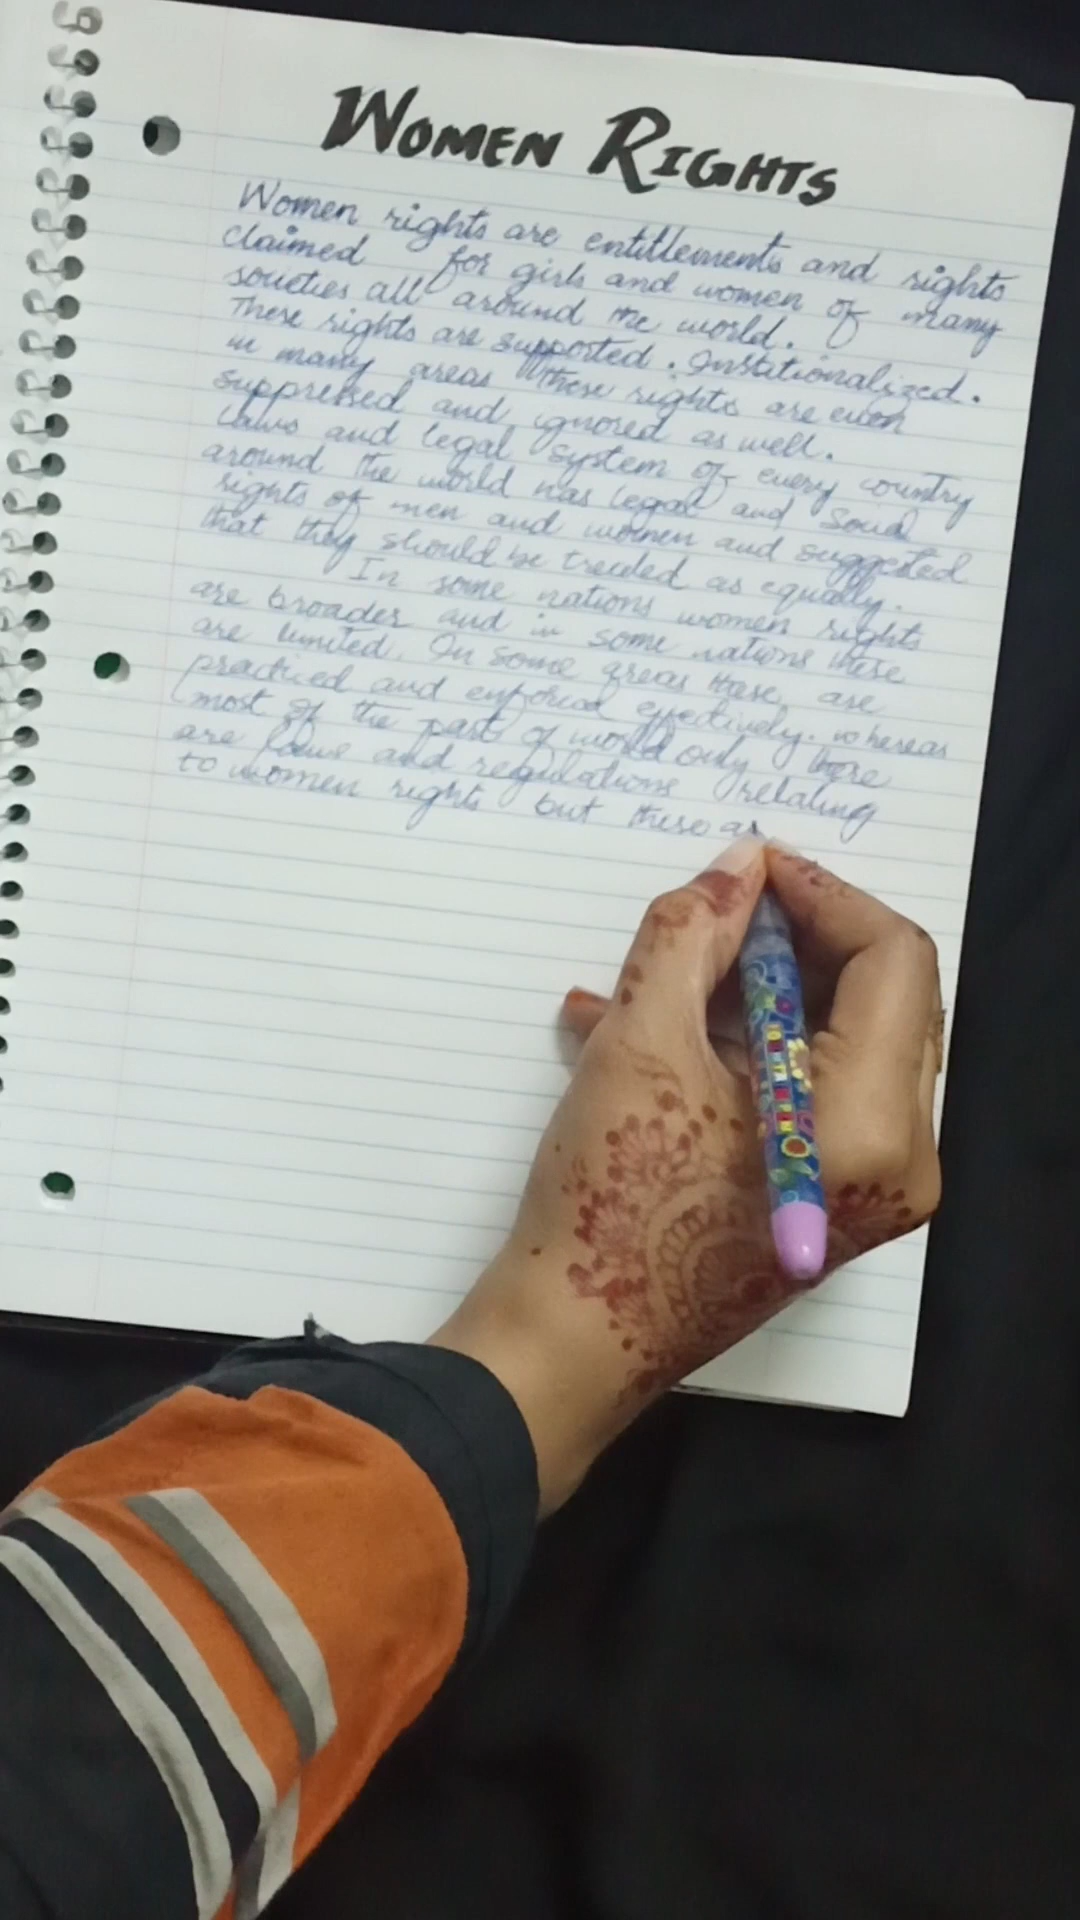 WOMEN RIGHTS
Women rights are entitlements and rights
claimed for girls and women of many
societies all around the world.
These rights are supported. Instationalized.
in many areas these rights are even
suppressed and ignored as well.
Laws and legal system of every country
around the world has legal and social
rights of men and women and suggested
that they should be treated as equally.
In some nations women rights
are broader and in some nations these
are limited. In some areas these are
practiced and enforced effectively. whereas
most of the part of world only there
are laws and regulations relating
to women rights but these a